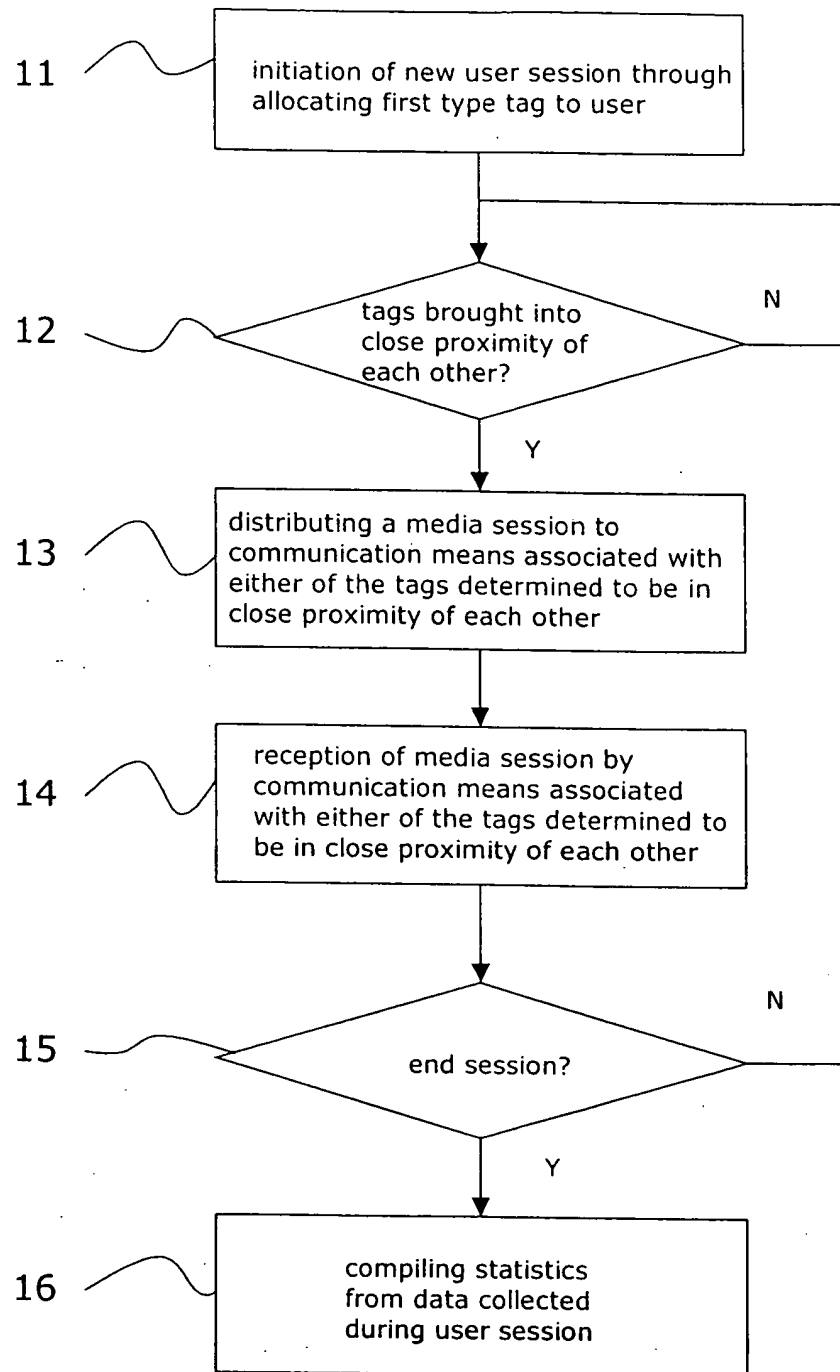 11
initiation of new user session through
allocating first type tag to user
12
tags brought into
close proximity of
each other?
N
Y
13
distributing a media session to
communication means associated with
either of the tags determined to be in
close proximity of each other
14
reception of media session by
communication means associated
with either of the tags determined to
be in close proximity of each other
15
end session?
N
Y
16
compiling statistics
from data collected
during user session